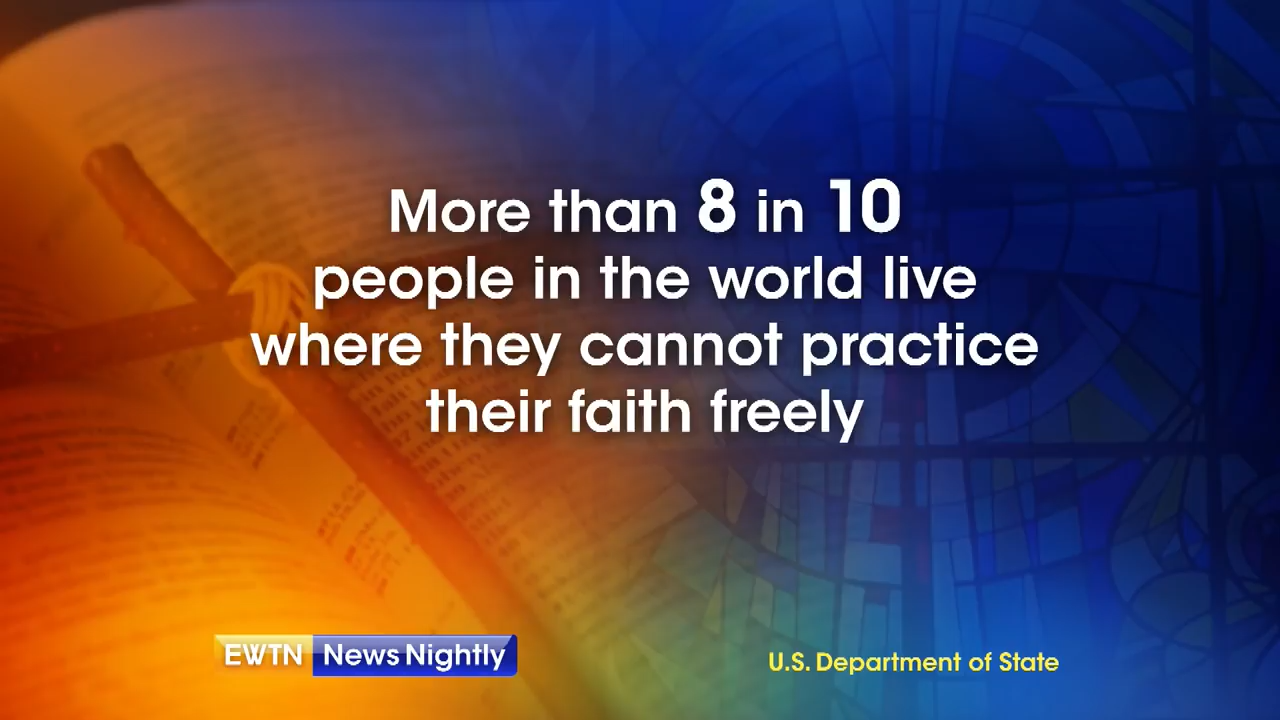 More than 8 in 10
people in the world live
where they cannot practice
their faith freely
EWTN News Nightly
U.S. Department of State